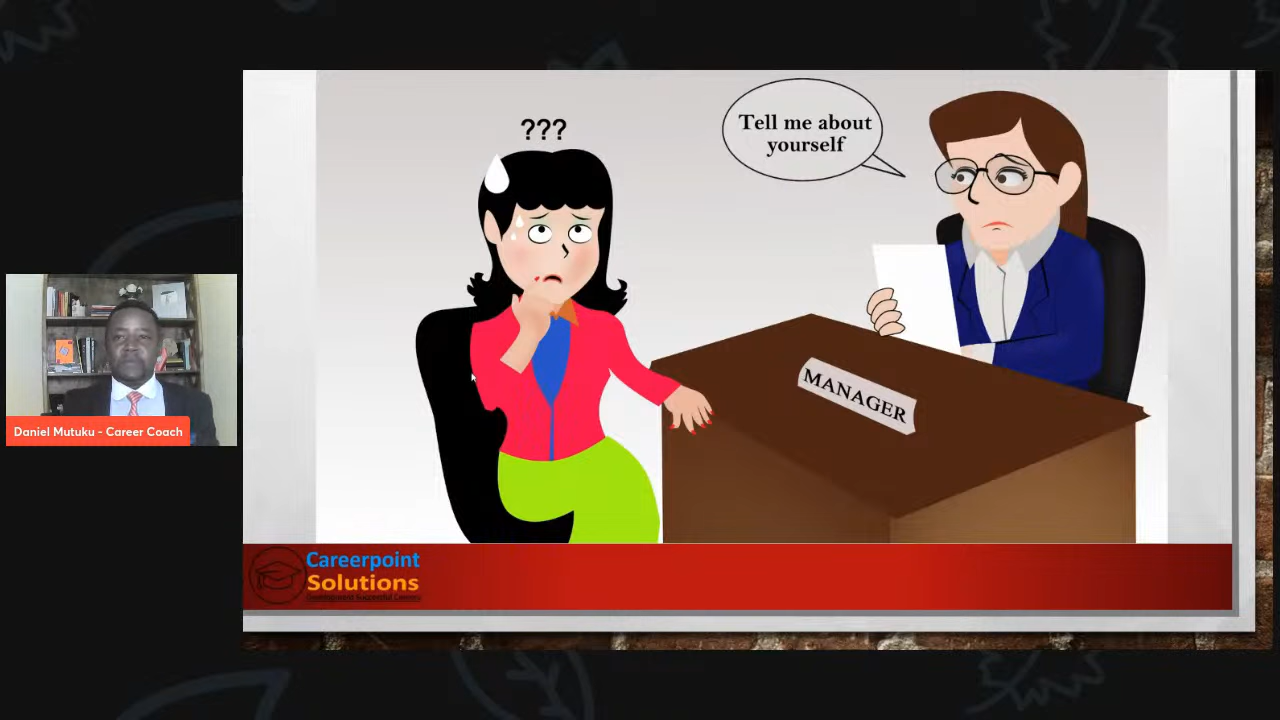 ???
Tell me about
yourself
MANAGER
Daniel Mutuku - Career Coach
Careerpoint
Solutions